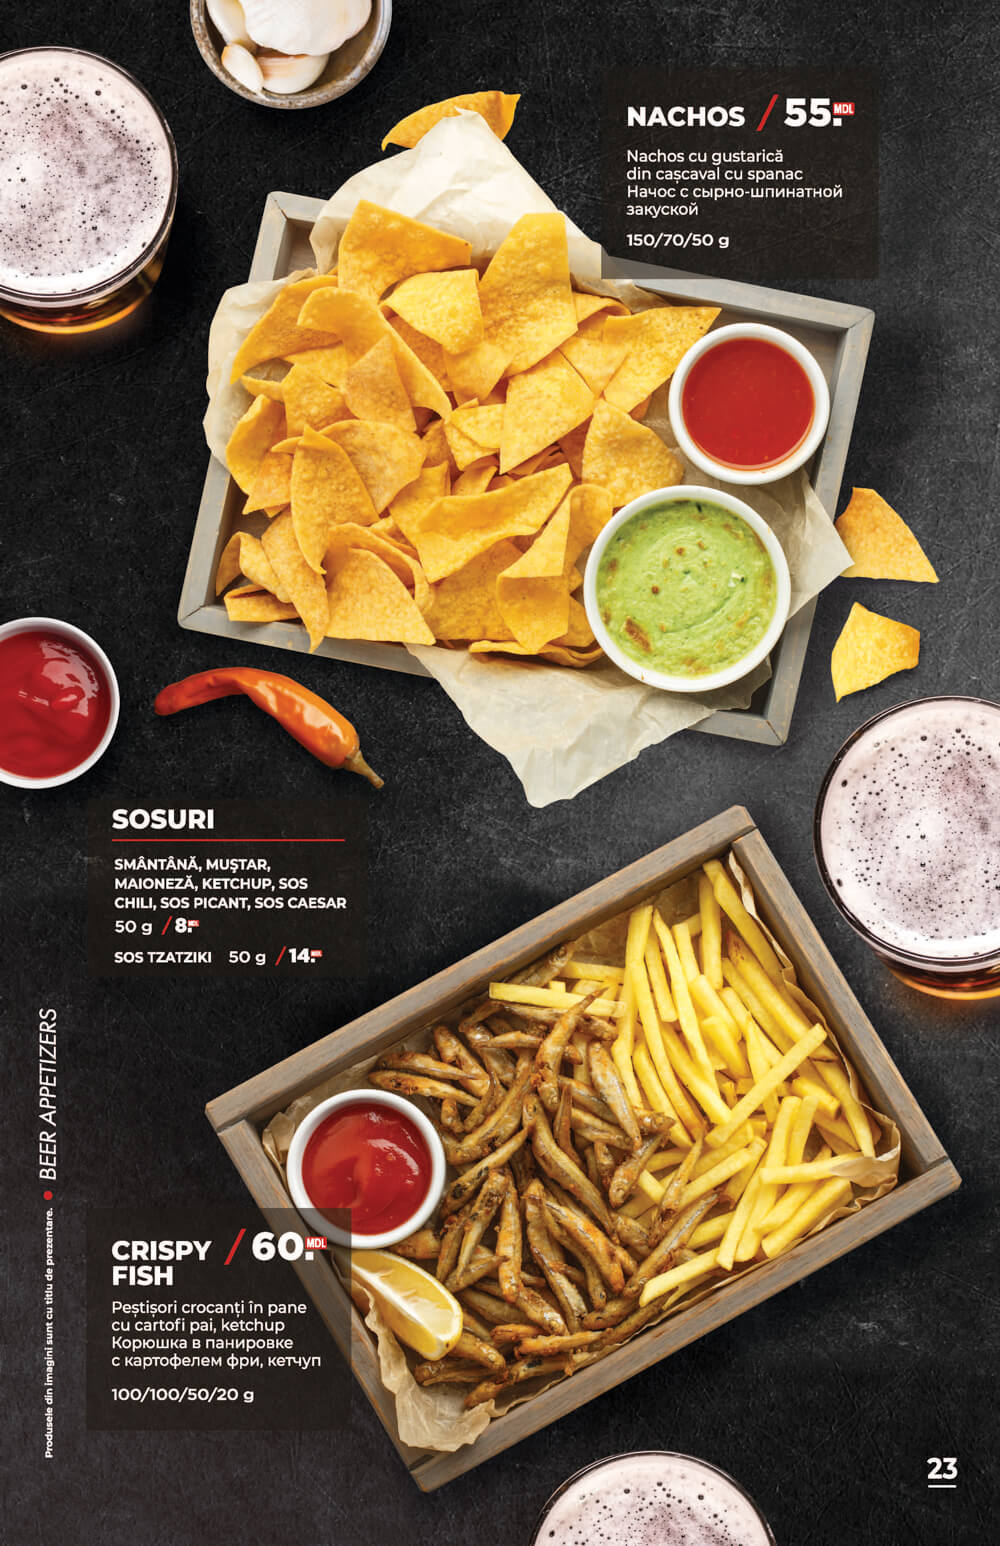 NACHOS / 55.- MDL
Nachos cu gustarică
din cașcaval cu spanac
Начос с сырно-шпинатной
закуской
150/70/50 g
SOSURI
SMÂNTÂNĂ, MUȘTAR,
MAIONEZĂ, KETCHUP, SOS
CHILI, SOS PICANT, SOS CAESAR
50 g / 8.- MDL
SOS TZATZIKI 50 g / 14.- MDL
BEER APPETIZERS
Produsele din imagini sunt cu titlu de prezentare.
CRISPY / 60.- MDL
FISH
Peștișori crocanți în pane
cu cartofi pai, ketchup
Корюшка в панировке
с картофелем фри, кетчуп
100/100/50/20 g
23